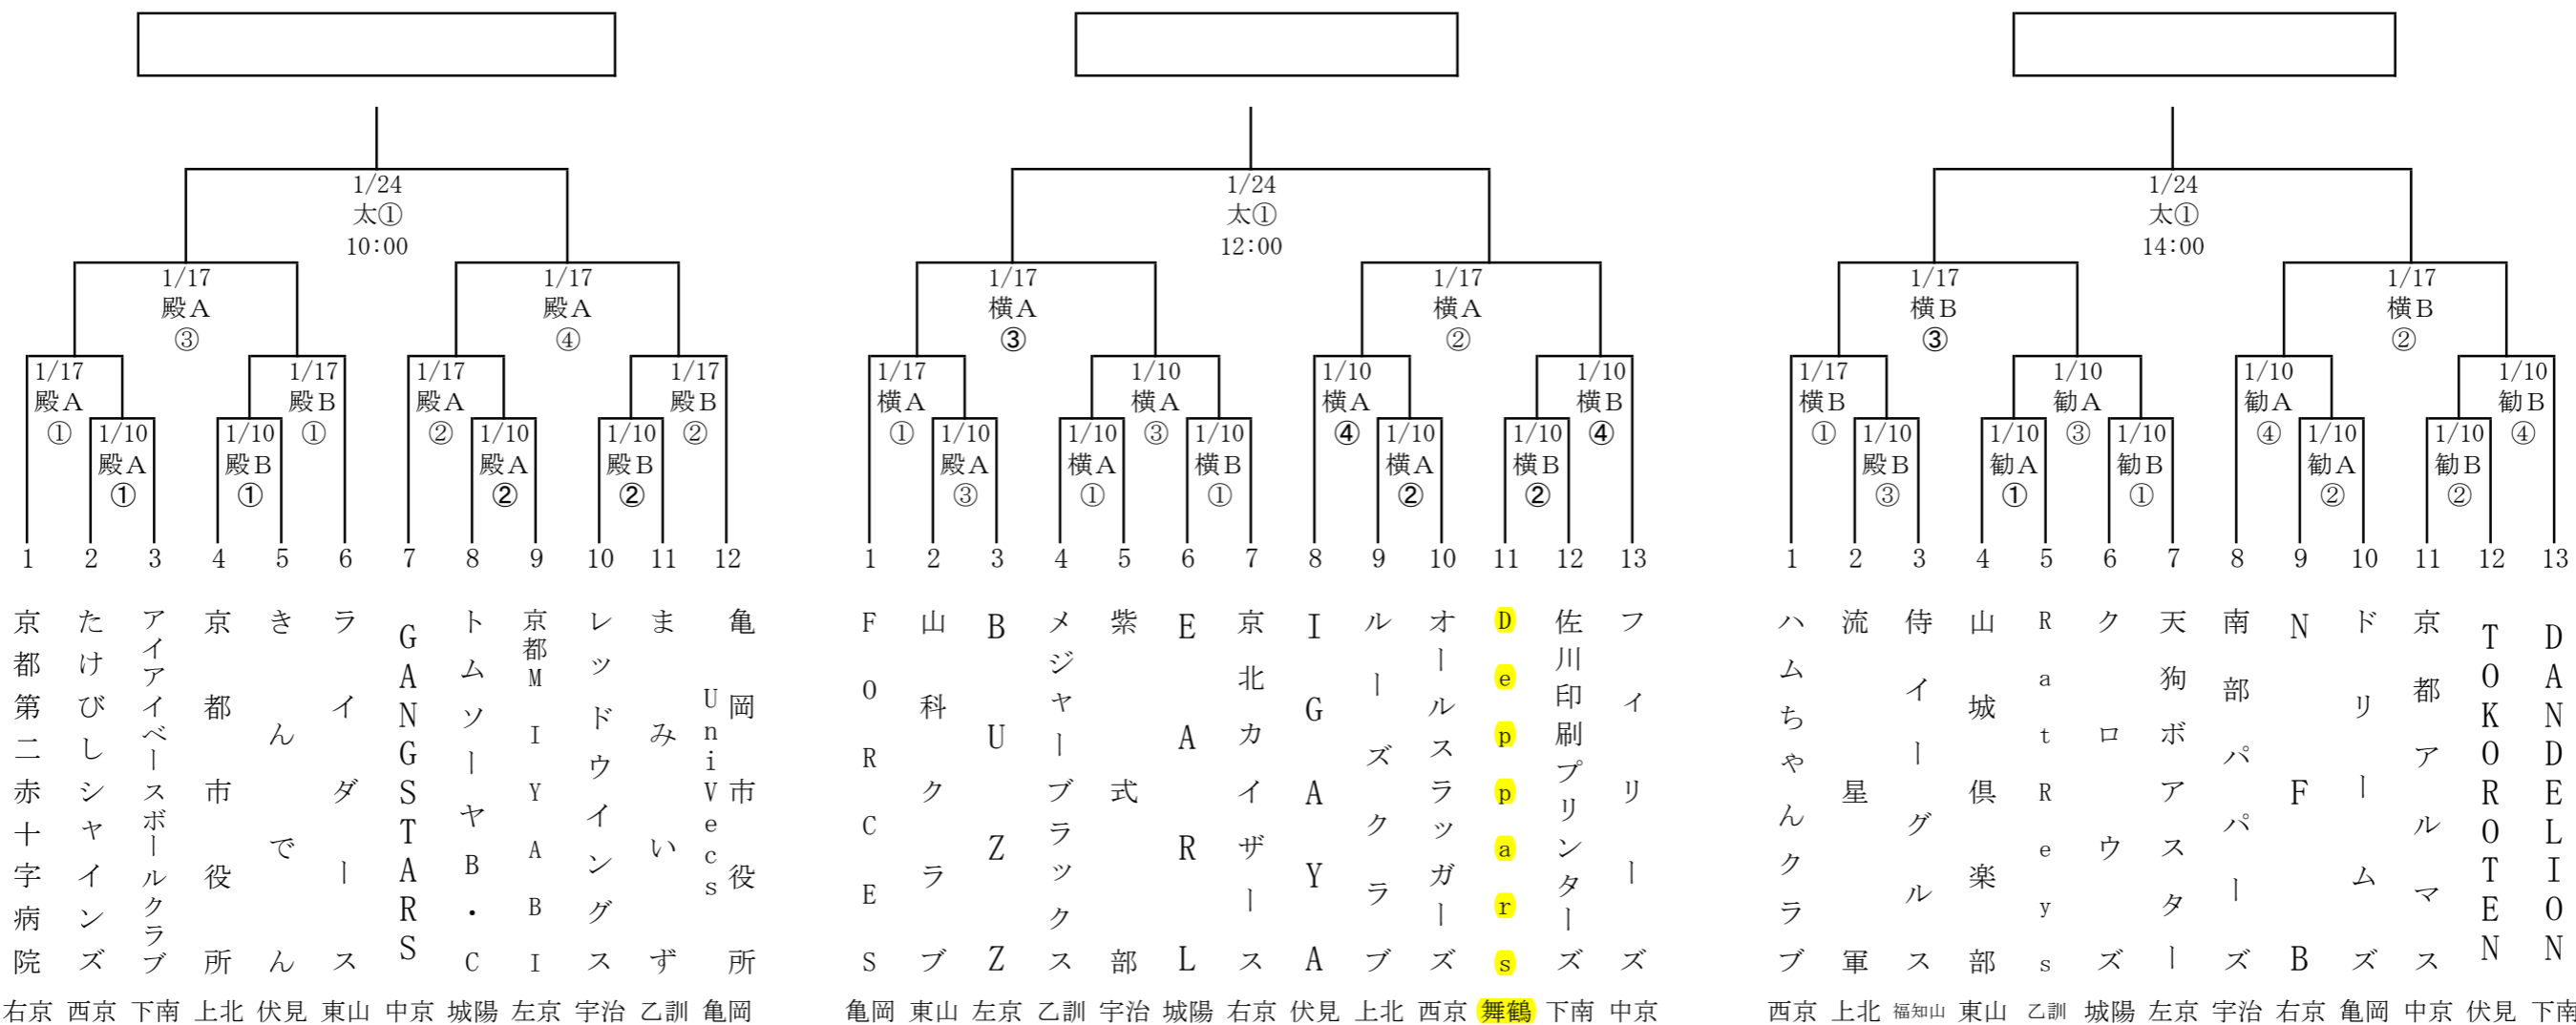 1/24
太①
10:00
1/17
殿A
③
1/17
殿A
④
1/17
殿A
①
1/17
殿B
①
1/17
殿A
②
1/17
殿B
②
1/10
殿A
①
1/10
殿B
①
1/10
殿A
②
1/10
殿B
②
1 2 3 4 5 6 7 8 9 10 11 12
京都第二赤十字病院
たけびしシャインズ
アイアイベースボールクラブ
京都市役所
きんでん
ライダース
GANGSTARS
トムソーヤB・C
京都MIYABI
レッドウイングス
まみいず
亀岡市役所
UniVecs
右京 西京 下南 上北 伏見 東山 中京 城陽 左京 宇治 乙訓 亀岡
1/24
太①
12:00
1/17
横A
③
1/17
横A
②
1/17
横A
①
1/10
横A
③
1/10
横A
④
1/10
横B
④
1/10
殿A
③
1/10
横A
①
1/10
横B
①
1/10
横A
②
1/10
横B
②
1 2 3 4 5 6 7 8 9 10 11 12 13
FORCES
山科クラブ
BUZZ
メジャーブラックス
紫式部
EARL
京北カイザース
IGAYA
ルーズクラブ
オールスラッガーズ
Deppars
佐川印刷プリンターズ
フィリーズ
亀岡 東山 左京 乙訓 宇治 城陽 右京 伏見 上北 西京 舞鶴 下南 中京
1/24
太①
14:00
1/17
横B
③
1/17
横B
②
1/17
横B
①
1/10
勧A
③
1/10
勧A
④
1/10
勧B
④
1/10
殿B
③
1/10
勧A
①
1/10
勧B
①
1/10
勧A
②
1/10
勧B
②
1 2 3 4 5 6 7 8 9 10 11 12 13
ハムちゃんクラブ
流星軍
侍イーグルス
山城倶楽部
RatReys
クロウズ
天狗ボアスター
南部パパーズ
NFB
ドリームズ
京都アルマス
TOKOROTEN
DANDELION
西京 上北 福知山 東山 乙訓 城陽 左京 宇治 右京 亀岡 中京 伏見 下南